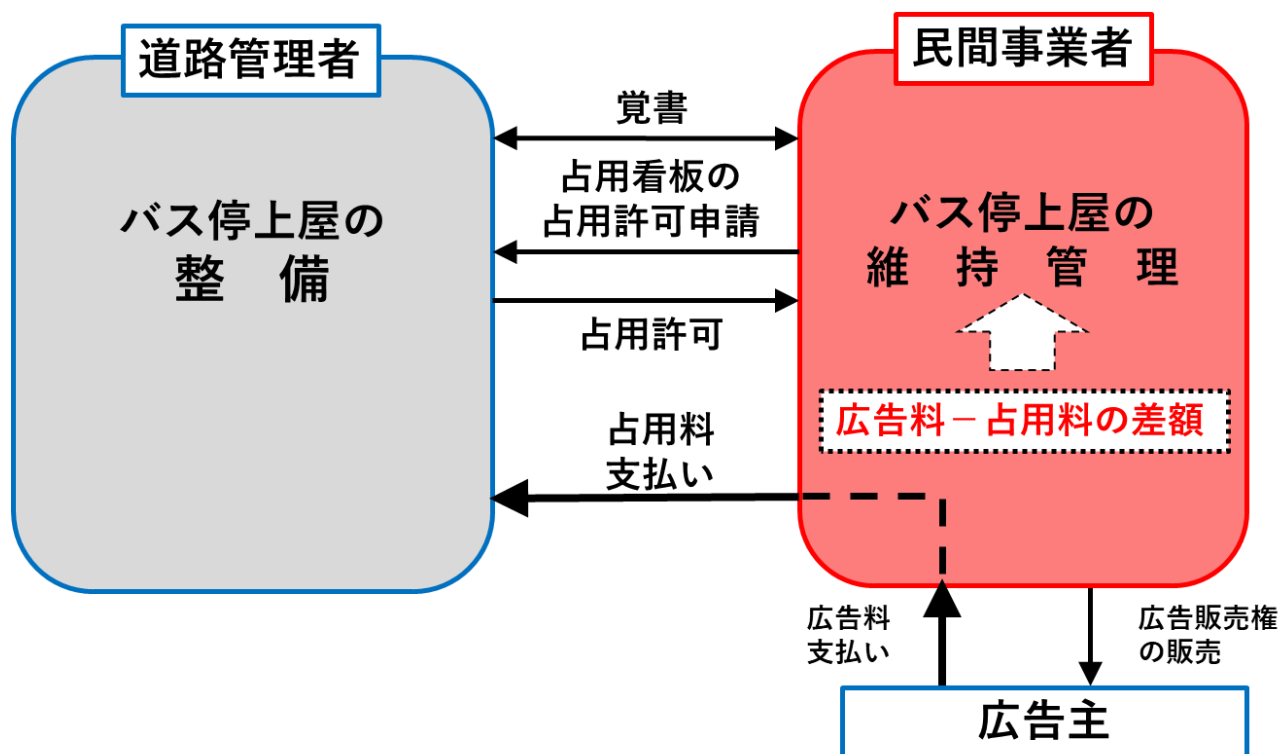 道路管理者
民間事業者
覚書
占用看板の
占用許可申請
占用許可
占用料
支払い
バス停上屋の
整　備
バス停上屋の
維　持　管　理
広告料－占用料の差額
広告料
支払い
広告販売権
の販売
広告主